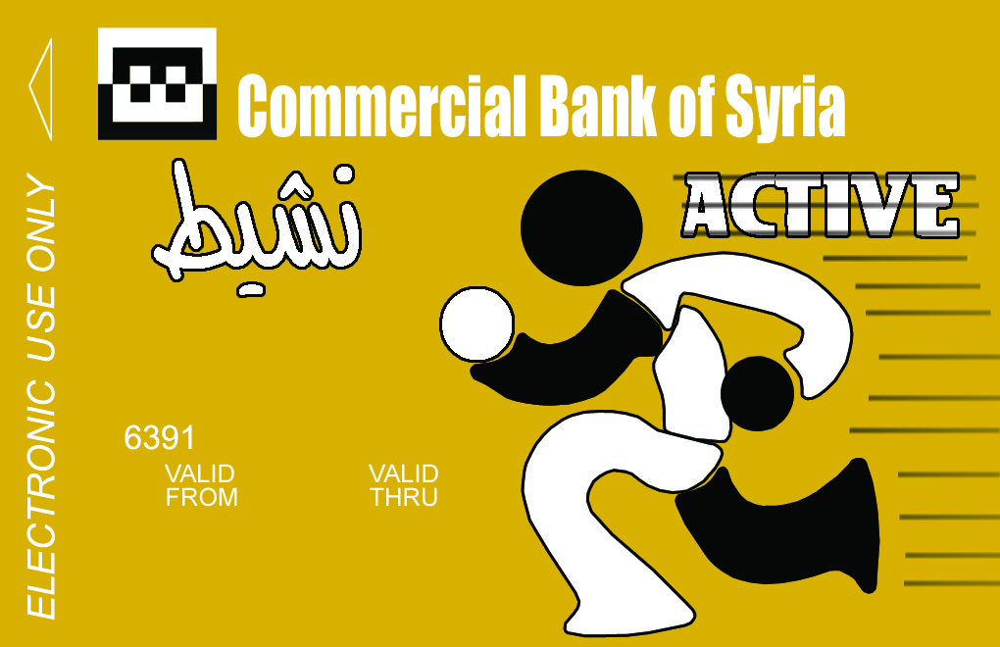 Commercial Bank of Syria
نشيط
ACTIVE
ELECTRONIC USE ONLY
6391
VALID FROM
VALID THRU